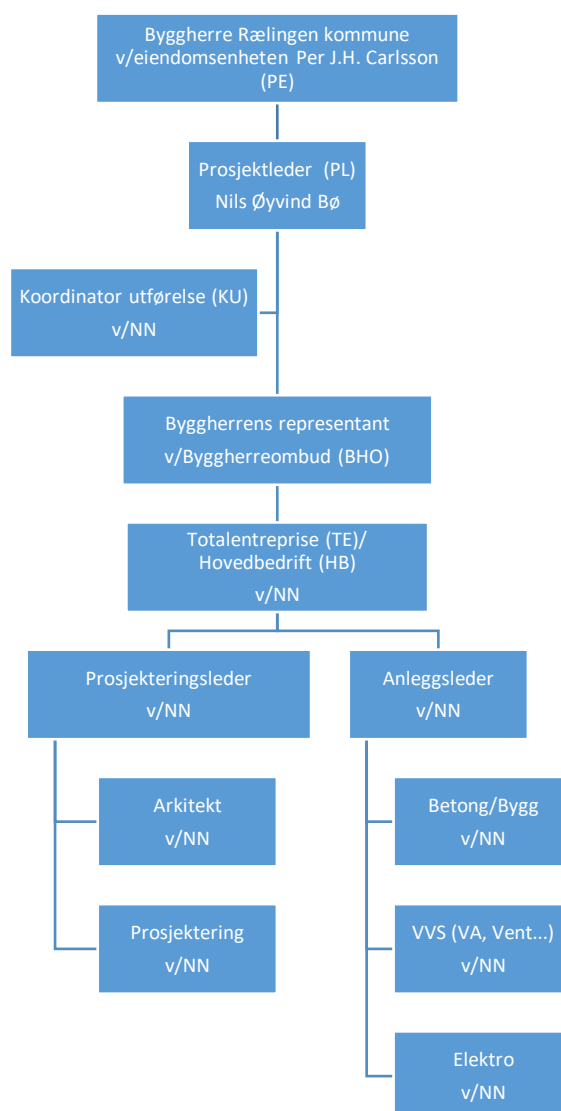 Byggherre Rælingen kommune
v/eiendomsenheten Per J.H. Carlsson
(PE)
Prosjektleder (PL)
Nils Øyvind Bø
Koordinator utførelse (KU)
v/NN
Byggherrens representant
v/Byggherreombud (BHO)
Totalentreprise (TE)/
Hovedbedrift (HB)
v/NN
Prosjekteringsleder
v/NN
Anleggsleder
v/NN
Arkitekt
v/NN
Betong/Bygg
v/NN
Prosjektering
v/NN
VVS (VA, Vent...)
v/NN
Elektro
v/NN